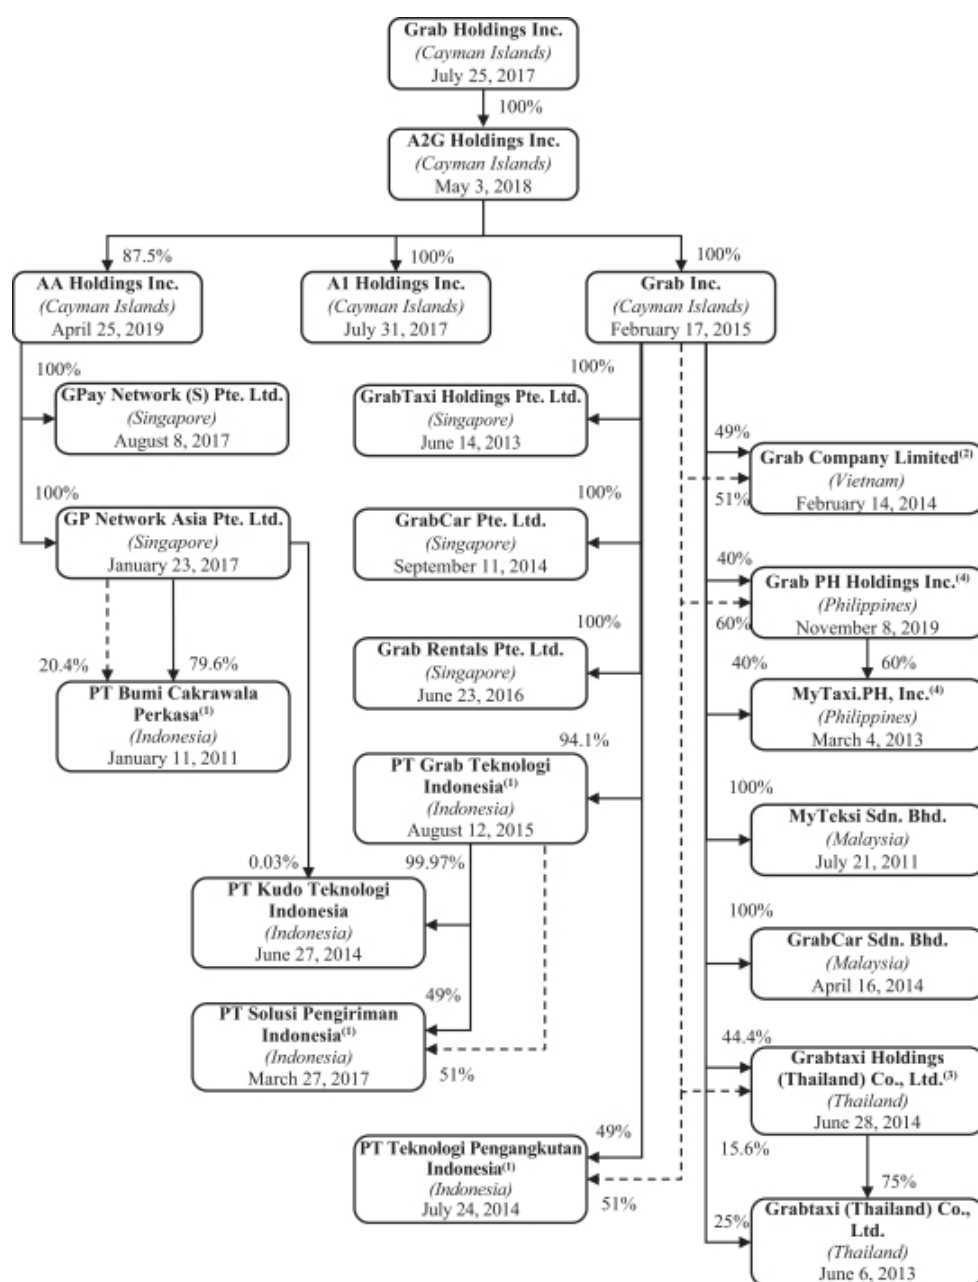 Grab Holdings Inc.
(Cayman Islands)
July 25, 2017
100%
A2G Holdings Inc.
(Cayman Islands)
May 3, 2018
87.5%
AA Holdings Inc.
(Cayman Islands)
April 25, 2019
100%
A1 Holdings Inc.
(Cayman Islands)
July 31, 2017
100%
Grab Inc.
(Cayman Islands)
February 17, 2015
100%
GPay Network (S) Pte. Ltd.
(Singapore)
August 8, 2017
100%
GP Network Asia Pte. Ltd.
(Singapore)
January 23, 2017
20.4%
79.6%
PT Bumi Cakrawala
Perkasa(1)
(Indonesia)
January 11, 2011
100%
GrabTaxi Holdings Pte. Ltd.
(Singapore)
June 14, 2013
100%
GrabCar Pte. Ltd.
(Singapore)
September 11, 2014
100%
Grab Rentals Pte. Ltd.
(Singapore)
June 23, 2016
94.1%
PT Grab Teknologi
Indonesia(1)
(Indonesia)
August 12, 2015
0.03%
99.97%
PT Kudo Teknologi
Indonesia
(Indonesia)
June 27, 2014
49%
PT Solusi Pengiriman
Indonesia(1)
(Indonesia)
March 27, 2017
51%
49%
PT Teknologi Pengangkutan
Indonesia(1)
(Indonesia)
July 24, 2014
51%
49%
Grab Company Limited(2)
(Vietnam)
February 14, 2014
51%
40%
Grab PH Holdings Inc.(4)
(Philippines)
November 8, 2019
60%
40%
60%
MyTaxi.PH, Inc.(4)
(Philippines)
March 4, 2013
100%
MyTeksi Sdn. Bhd.
(Malaysia)
July 21, 2011
100%
GrabCar Sdn. Bhd.
(Malaysia)
April 16, 2014
44.4%
Grabtaxi Holdings
(Thailand) Co., Ltd.(3)
(Thailand)
June 28, 2014
15.6%
75%
25%
Grabtaxi (Thailand) Co.,
Ltd.
(Thailand)
June 6, 2013